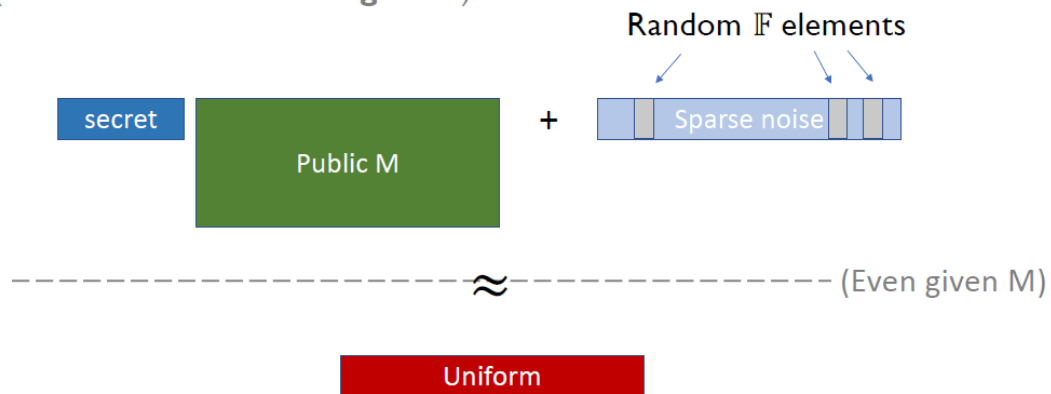 Random 𝔽 elements
secret
Public M
+
Sparse noise
≈
(Even given M)
Uniform